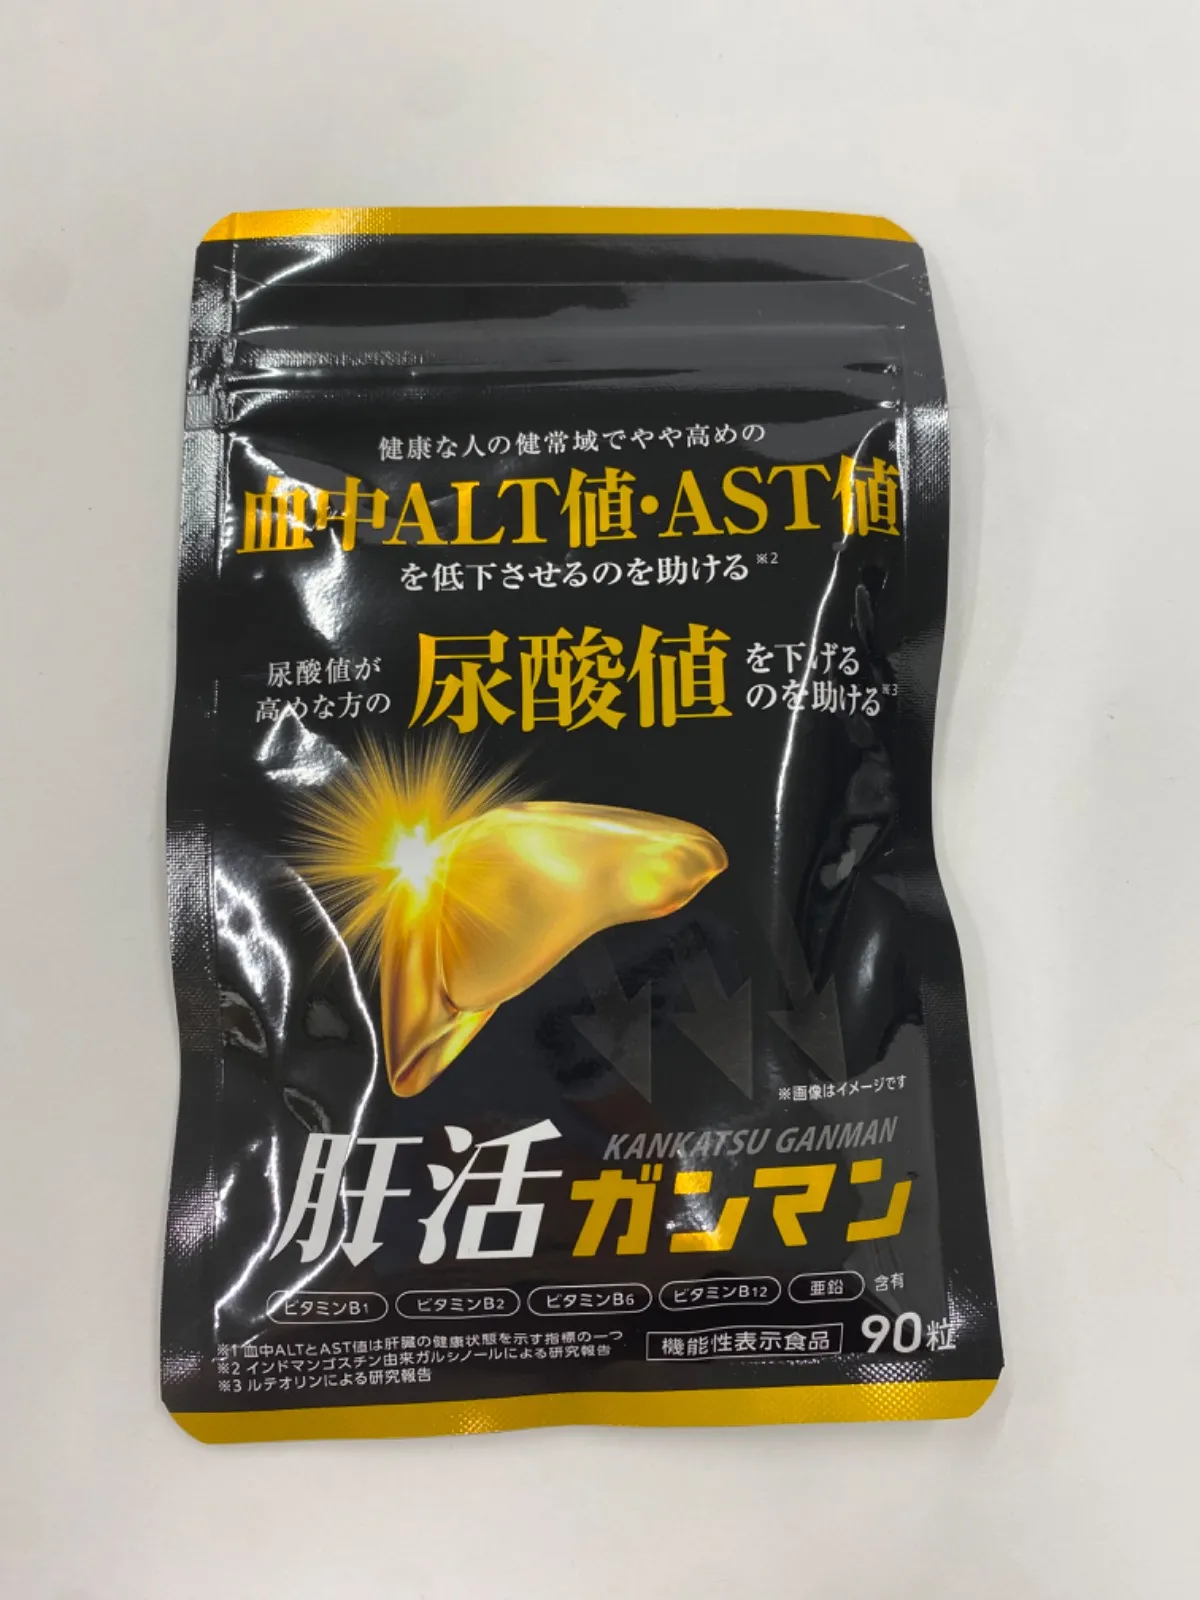 健康な人の健常域でやや高めの
血中ALT値・AST値
を低下させるのを助ける※2
尿酸値が
高めな方の
尿酸値
を下げる
のを助ける※3
※画像はイメージです
KANKATSU GANMAN
肝活ガンマン
ビタミンB1 ビタミンB2 ビタミンB6 ビタミンB12 亜鉛 含有
※1 血中ALTとAST値は肝臓の健康状態を示す指標の一つ
※2 インドマンゴスチン由来ガルシノールによる研究報告
※3 ルテオリンによる研究報告
機能性表示食品 90粒